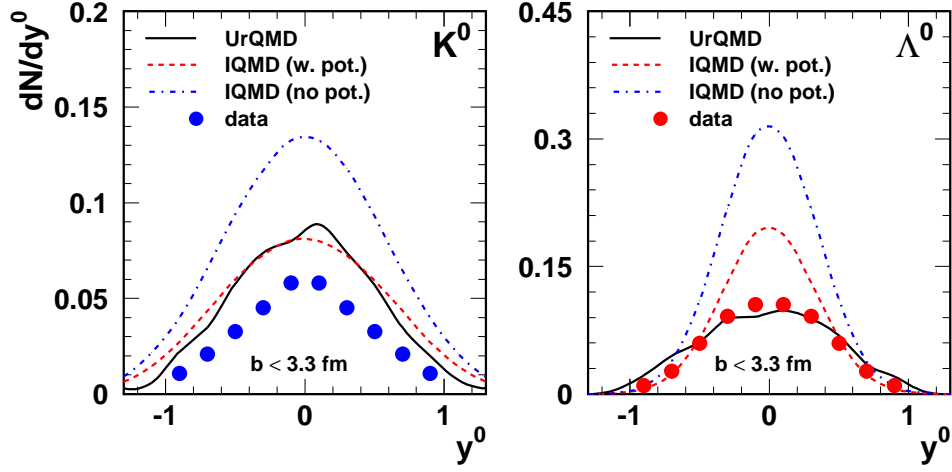 dN/dy⁰
0.2
0.15
0.1
0.05
0
K⁰
UrQMD
IQMD (w. pot.)
IQMD (no pot.)
data
b < 3.3 fm
-1
0
1
y⁰
0.45
0.3
0.15
0
Λ⁰
UrQMD
IQMD (w. pot.)
IQMD (no pot.)
data
b < 3.3 fm
-1
0
1
y⁰